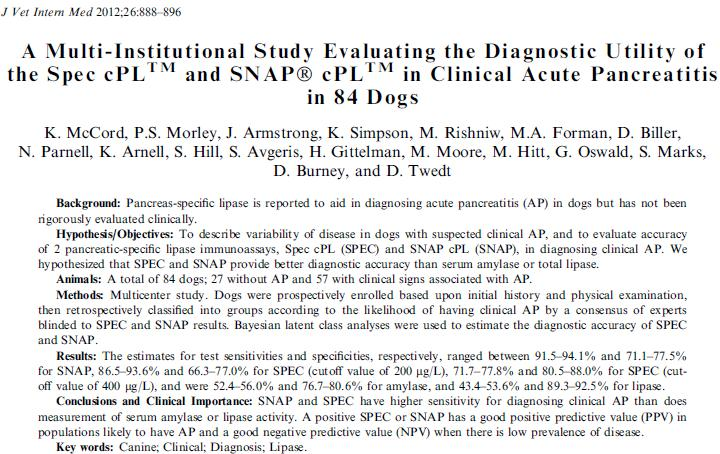 J Vet Intern Med 2012;26:888–896
A Multi-Institutional Study Evaluating the Diagnostic Utility of
the Spec cPL™ and SNAP® cPL™ in Clinical Acute Pancreatitis
in 84 Dogs
K. McCord, P.S. Morley, J. Armstrong, K. Simpson, M. Rishniw, M.A. Forman, D. Biller,
N. Parnell, K. Arnell, S. Hill, S. Avgeris, H. Gittelman, M. Moore, M. Hitt, G. Oswald, S. Marks,
D. Burney, and D. Twedt
Background: Pancreas-specific lipase is reported to aid in diagnosing acute pancreatitis (AP) in dogs but has not been
rigorously evaluated clinically.
Hypothesis/Objectives: To describe variability of disease in dogs with suspected clinical AP, and to evaluate accuracy
of 2 pancreatic-specific lipase immunoassays, Spec cPL (SPEC) and SNAP cPL (SNAP), in diagnosing clinical AP. We
hypothesized that SPEC and SNAP provide better diagnostic accuracy than serum amylase or total lipase.
Animals: A total of 84 dogs; 27 without AP and 57 with clinical signs associated with AP.
Methods: Multicenter study. Dogs were prospectively enrolled based upon initial history and physical examination,
then retrospectively classified into groups according to the likelihood of having clinical AP by a consensus of experts
blinded to SPEC and SNAP results. Bayesian latent class analyses were used to estimate the diagnostic accuracy of SPEC
and SNAP.
Results: The estimates for test sensitivities and specificities, respectively, ranged between 91.5–94.1% and 71.1–77.5%
for SNAP, 86.5–93.6% and 66.3–77.0% for SPEC (cutoff value of 200 μg/L), 71.7–77.8% and 80.5–88.0% for SPEC (cut-
off value of 400 μg/L), and were 52.4–56.0% and 76.7–80.6% for amylase, and 43.4–53.6% and 89.3–92.5% for lipase.
Conclusions and Clinical Importance: SNAP and SPEC have higher sensitivity for diagnosing clinical AP than does
measurement of serum amylase or lipase activity. A positive SPEC or SNAP has a good positive predictive value (PPV) in
populations likely to have AP and a good negative predictive value (NPV) when there is low prevalence of disease.
Key words: Canine; Clinical; Diagnosis; Lipase.